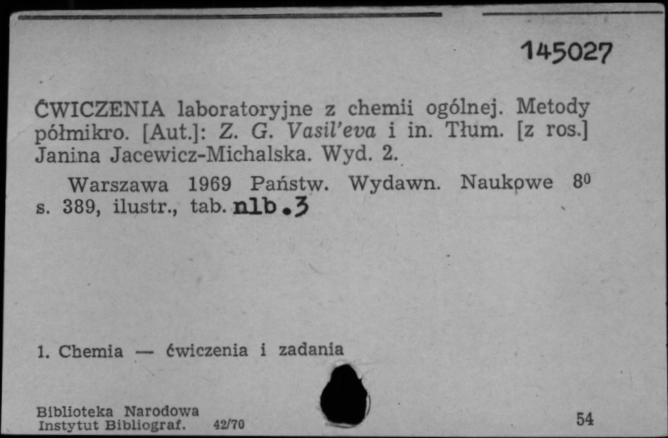 145027
ĆWICZENIA laboratoryjne z chemii ogólnej. Metody
półmikro. [Aut.]: Z. G. Vasil'eva i in. Tłum. [z ros.]
Janina Jacewicz-Michalska. Wyd. 2.
Warszawa 1969 Państw. Wydawn. Naukowe 8⁰
s. 389, ilustr., tab. nlb.3
1. Chemia — ćwiczenia i zadania
Biblioteka Narodowa
Instytut Bibliograf. 42/70
54